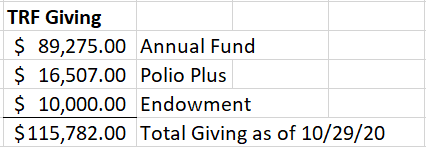 TRF Giving
$ 89,275.00 Annual Fund
$ 16,507.00 Polio Plus
$ 10,000.00 Endowment
$115,782.00 Total Giving as of 10/29/20